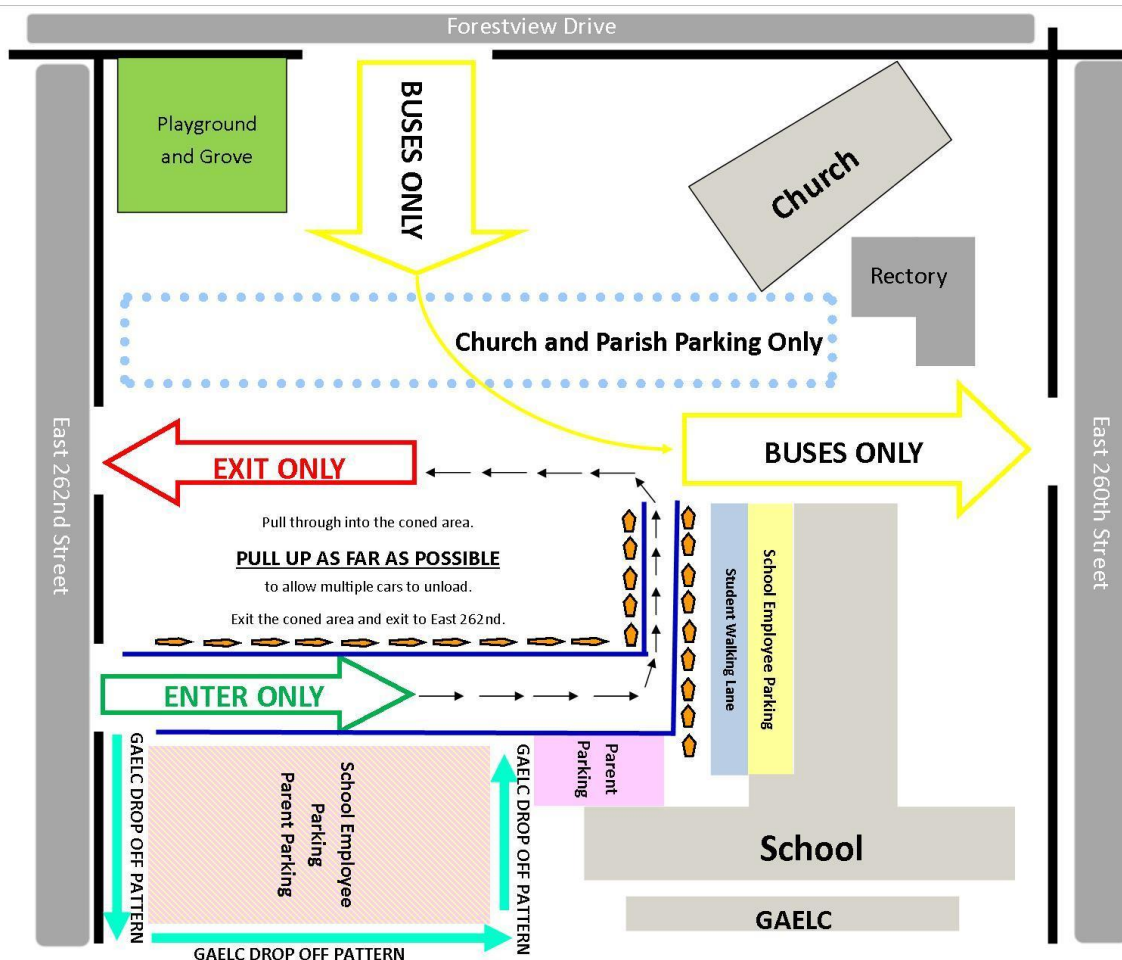 Forestview Drive
Playground
and Grove
BUSES ONLY
Church
Rectory
Church and Parish Parking Only
East 262nd Street
East 260th Street
EXIT ONLY
BUSES ONLY
Pull through into the coned area.
PULL UP AS FAR AS POSSIBLE
to allow multiple cars to unload.
Exit the coned area and exit to East 262nd.
Student Walking Lane
School Employee Parking
ENTER ONLY
GAELC DROP OFF PATTERN
School Employee
Parking
Parent Parking
GAELC DROP OFF PATTERN
Parent
Parking
School
GAELC
GAELC DROP OFF PATTERN